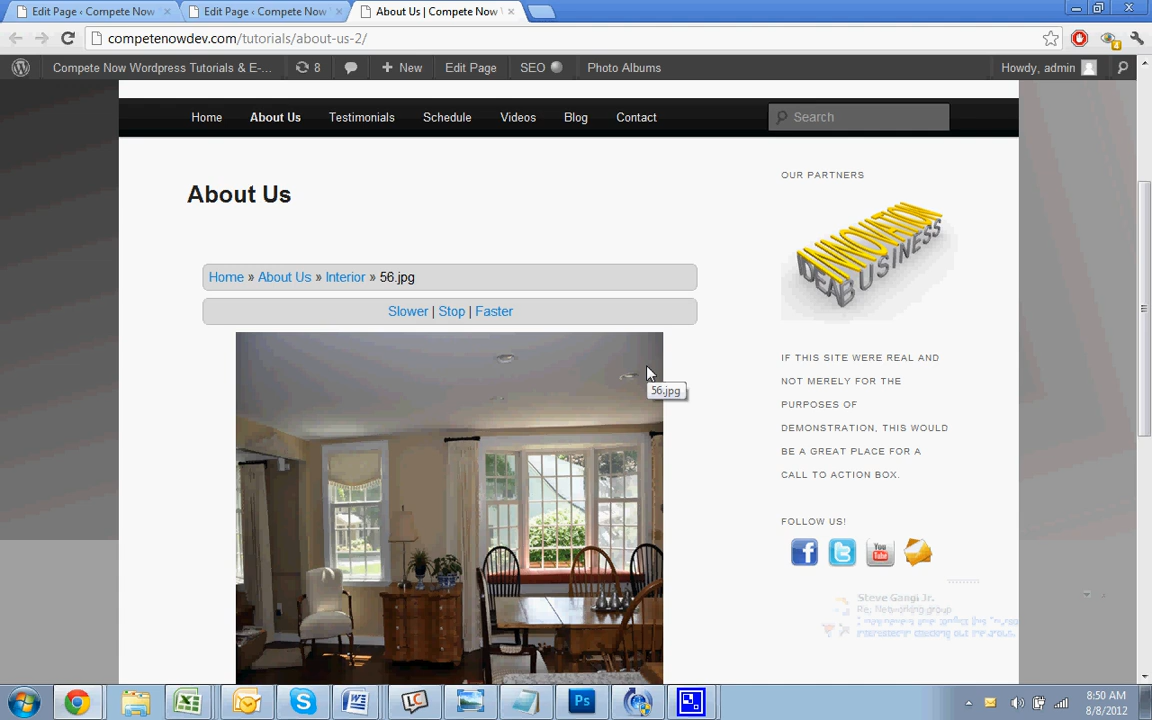 Edit Page ‹ Compete Now
Edit Page ‹ Compete Now
About Us | Compete Now
competenowdev.com/tutorials/about-us-2/
4
Compete Now Wordpress Tutorials & E-...
8
New
Edit Page
SEO
Photo Albums
Howdy, admin
Home
About Us
Testimonials
Schedule
Videos
Blog
Contact
Search
About Us
Home » About Us » Interior » 56.jpg
Slower | Stop | Faster
56.jpg
OUR PARTNERS
INNOVATION
IDEA BUSINESS
IF THIS SITE WERE REAL AND
NOT MERELY FOR THE
PURPOSES OF
DEMONSTRATION, THIS WOULD
BE A GREAT PLACE FOR A
CALL TO ACTION BOX.
FOLLOW US!
You Tube
Steve Gangi Jr.
Re: Networking group
8:50 AM
8/8/2012